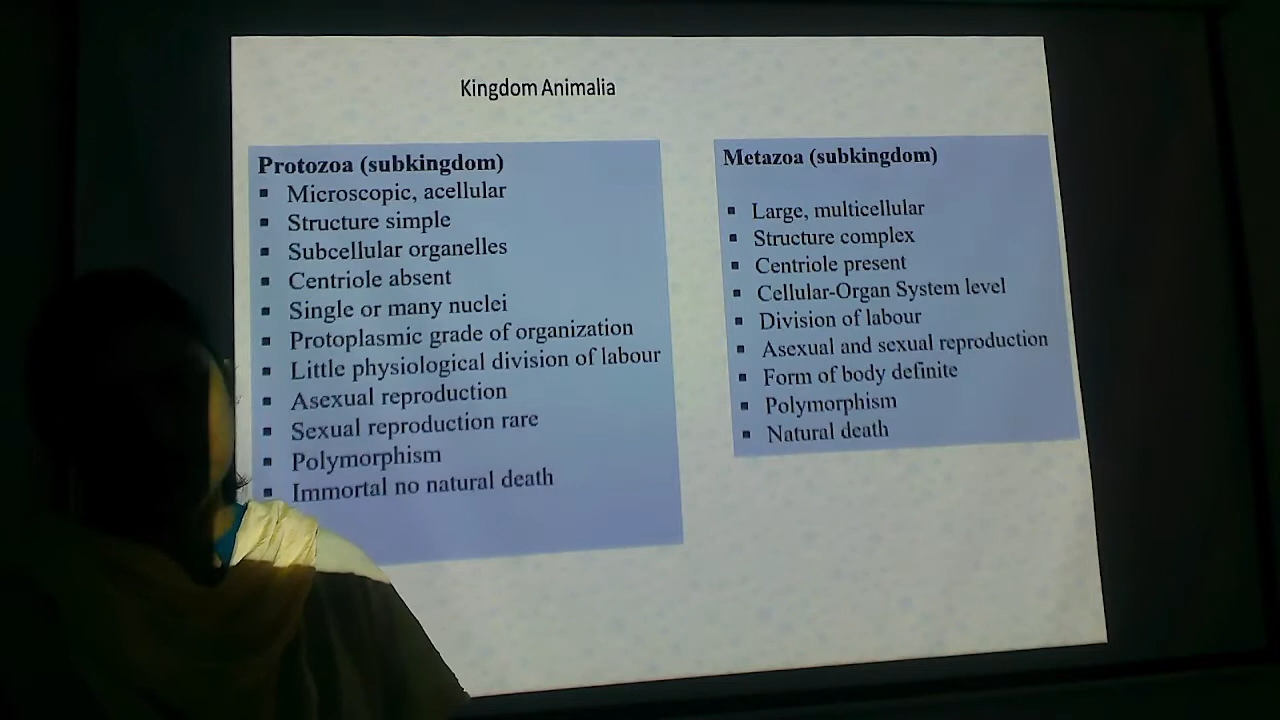 Kingdom Animalia
Protozoa (subkingdom)
▪ Microscopic, acellular
▪ Structure simple
▪ Subcellular organelles
▪ Centriole absent
▪ Single or many nuclei
▪ Protoplasmic grade of organization
▪ Little physiological division of labour
▪ Asexual reproduction
▪ Sexual reproduction rare
▪ Polymorphism
▪ Immortal no natural death
Metazoa (subkingdom)
▪ Large, multicellular
▪ Structure complex
▪ Centriole present
▪ Cellular-Organ System level
▪ Division of labour
▪ Asexual and sexual reproduction
▪ Form of body definite
▪ Polymorphism
▪ Natural death